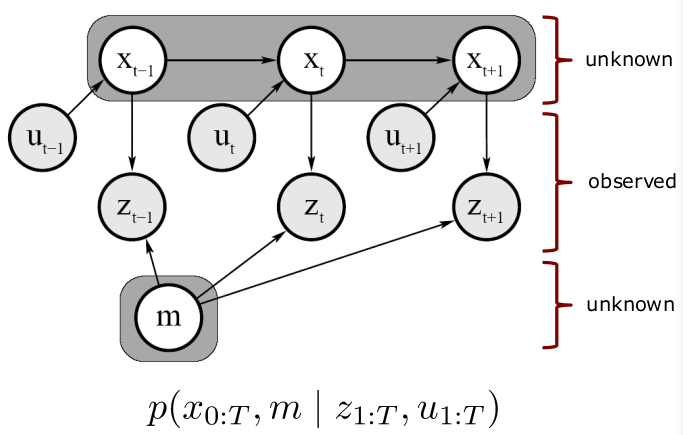 x_{t-1} x_t x_{t+1} unknown
u_{t-1} u_t u_{t+1}
observed
z_{t-1} z_t z_{t+1}
unknown
m
p(x_{0:T}, m | z_{1:T}, u_{1:T})